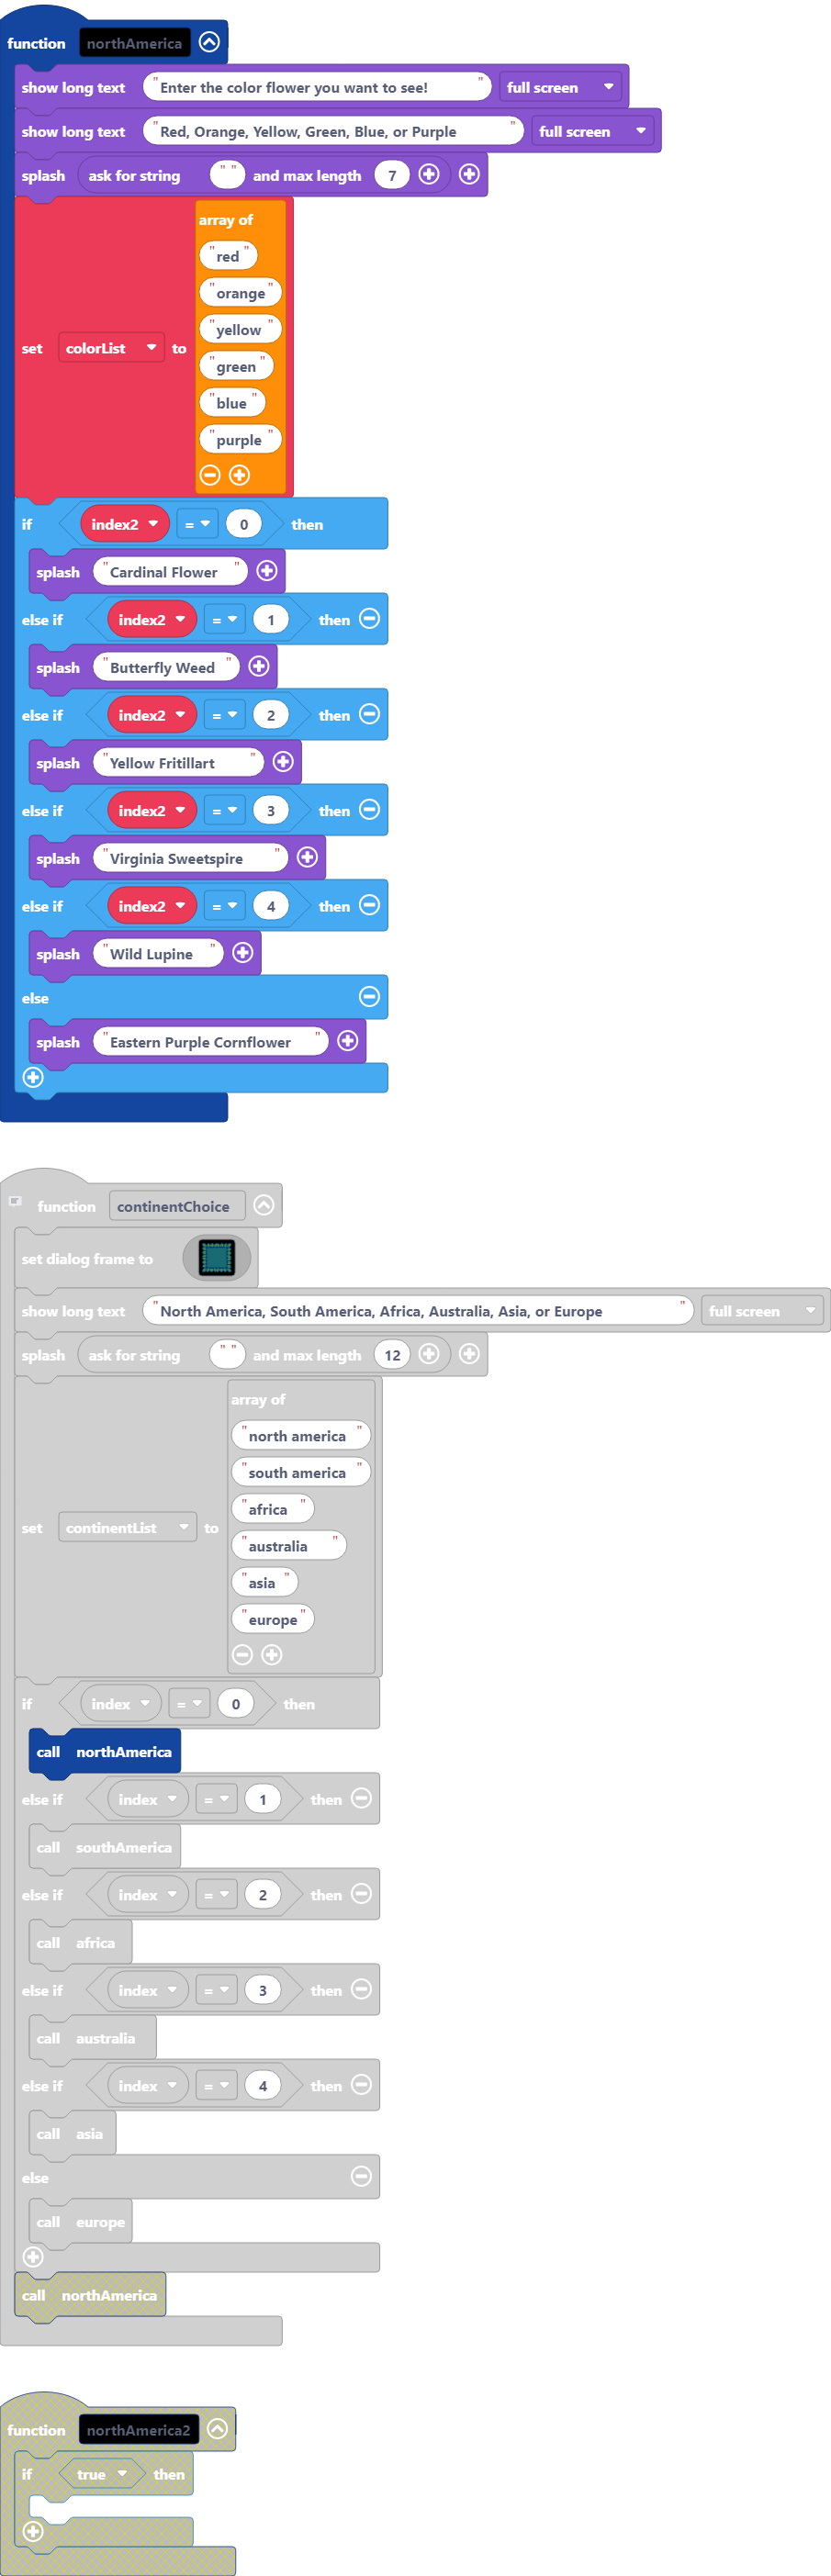 function northAmerica
show long text "Enter the color flower you want to see!" full screen
show long text "Red, Orange, Yellow, Green, Blue, or Purple" full screen
splash ask for string "" and max length 7
array of
"red"
"orange"
"yellow"
"green"
set colorList to
"blue"
"purple"
if index2 = 0 then
splash "Cardinal Flower"
else if index2 = 1 then
splash "Butterfly Weed"
else if index2 = 2 then
splash "Yellow Fritillart"
else if index2 = 3 then
splash "Virginia Sweetspire"
else if index2 = 4 then
splash "Wild Lupine"
else
splash "Eastern Purple Cornflower"
function continentChoice
set dialog frame to
show long text "North America, South America, Africa, Australia, Asia, or Europe" full screen
splash ask for string "" and max length 12
array of
"north america"
"south america"
"africa"
set continentList to
"australia"
"asia"
"europe"
if index = 0 then
call northAmerica
else if index = 1 then
call southAmerica
else if index = 2 then
call africa
else if index = 3 then
call australia
else if index = 4 then
call asia
else
call europe
call northAmerica
function northAmerica2
if true then